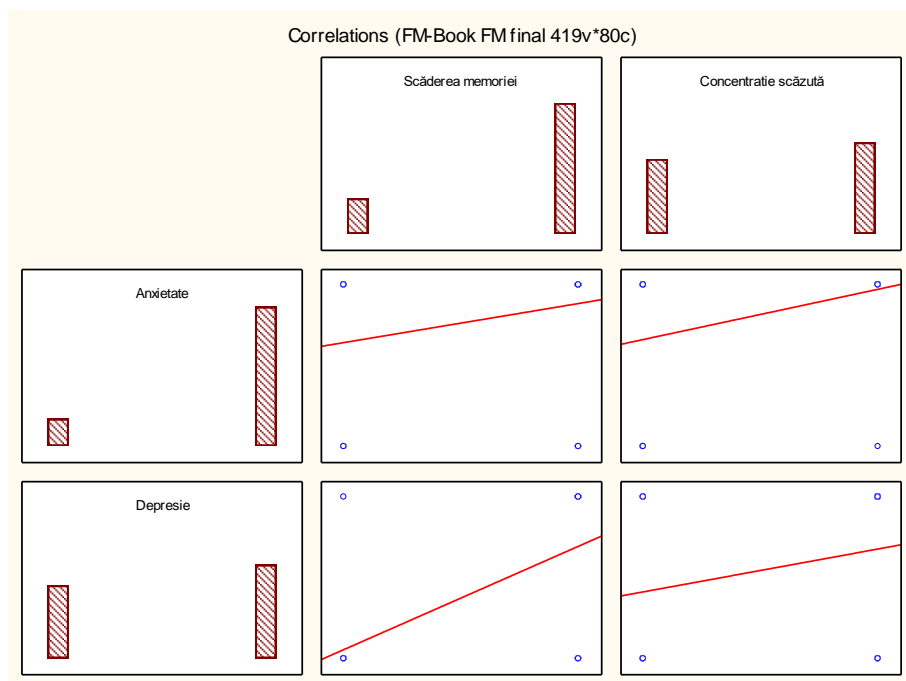 Correlations (FM-Book FM final 419v*80c)
Scăderea memoriei
Concentratie scăzută
Anxietate
Depresie